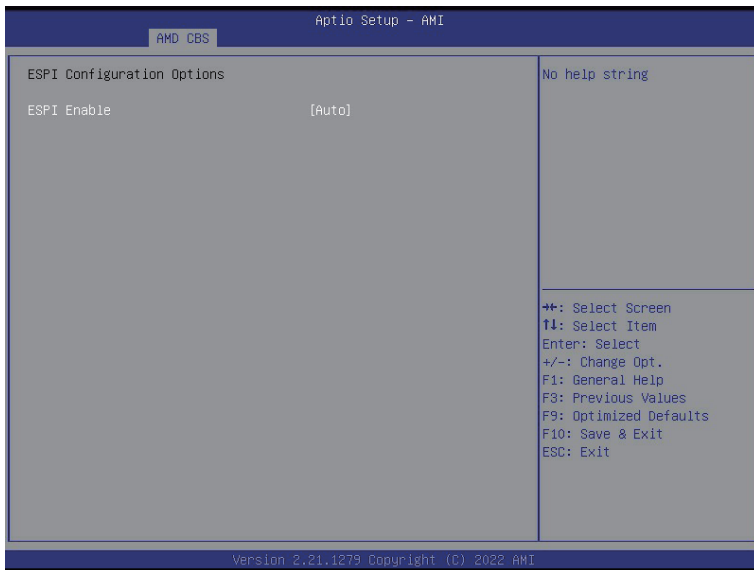 Aptio Setup – AMI
AMD CBS
ESPI Configuration Options
ESPI Enable [Auto]
No help string
→←: Select Screen
↑↓: Select Item
Enter: Select
+/-: Change Opt.
F1: General Help
F3: Previous Values
F9: Optimized Defaults
F10: Save & Exit
ESC: Exit
Version 2.21.1279 Copyright (C) 2022 AMI